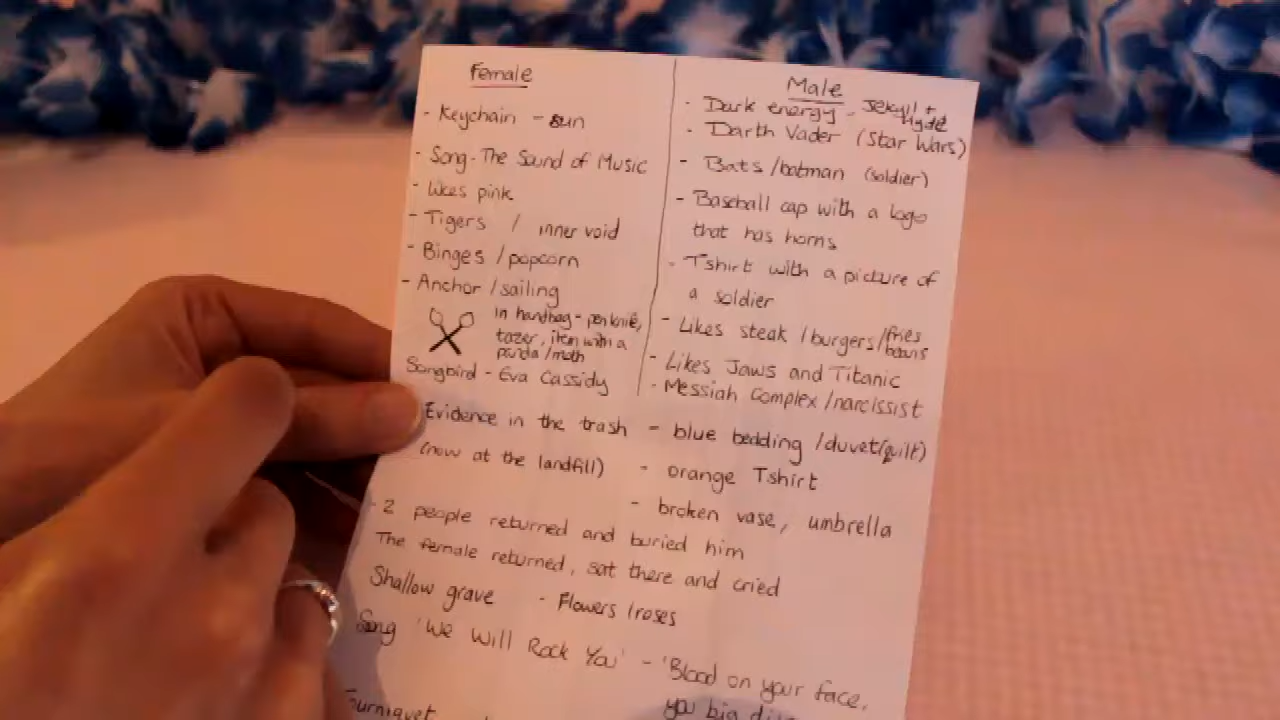 Female
- Keychain - sun
- Song - The Sound of Music
- Likes pink
- Tigers / inner void
- Binges / popcorn
- Anchor / sailing
In handbag - penknife,
tazer, item with a
panda / moth
Songbird - Eva Cassidy
Male
- Dark energy - Jekyll +
Hyde
- Darth Vader (Star Wars)
- Bats / batman (soldier)
- Baseball cap with a logo
that has horns
- Tshirt with a picture of
a soldier
- Likes steak / burgers / fries
beans
- Likes Jaws and Titanic
- Messiah Complex / narcissist
Evidence in the trash - blue bedding / duvet (quilt)
(now at the landfill) - orange Tshirt
- broken vase, umbrella
- 2 people returned and buried him
The female returned, sat there and cried
Shallow grave - Flowers / roses
Song 'We Will Rock You' - 'Blood on your face,
you big
Tourniquet